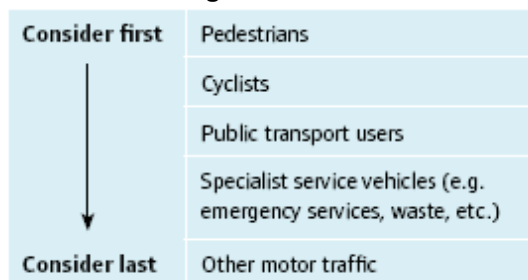 Consider first Pedestrians
Cyclists
Public transport users
Specialist service vehicles (e.g.
emergency services, waste, etc.)
Consider last Other motor traffic